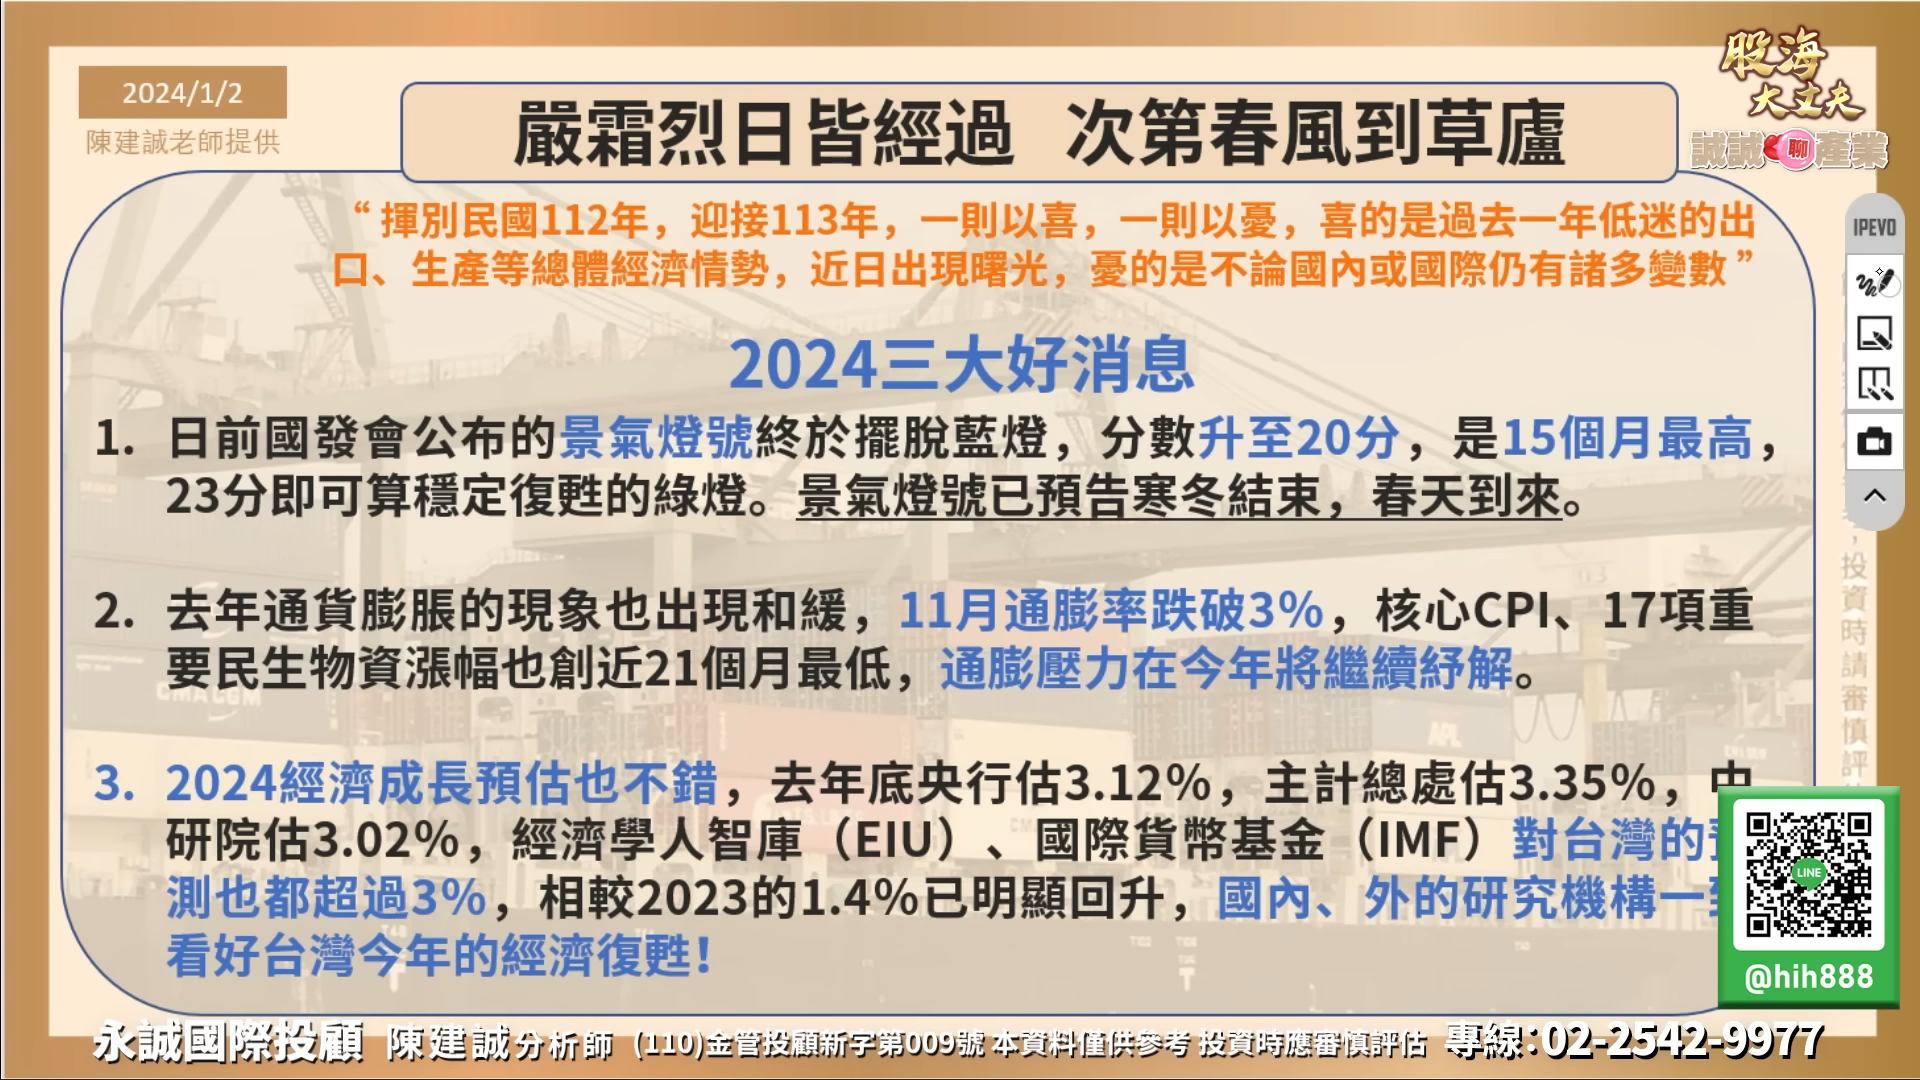 2024/1/2
陳建誠老師提供
嚴霜烈日皆經過 次第春風到草廬
股海
大丈夫
誠誠聊產業
“ 揮別民國112年，迎接113年，一則以喜，一則以憂，喜的是過去一年低迷的出
口、生產等總體經濟情勢，近日出現曙光，憂的是不論國內或國際仍有諸多變數 ”
IPEVO
2024三大好消息
1. 日前國發會公布的景氣燈號終於擺脫藍燈，分數升至20分，是15個月最高，
23分即可算穩定復甦的綠燈。景氣燈號已預告寒冬結束，春天到來。
2. 去年通貨膨脹的現象也出現和緩，11月通膨率跌破3%，核心CPI、17項重
要民生物資漲幅也創近21個月最低，通膨壓力在今年將繼續紓解。
3. 2024經濟成長預估也不錯，去年底央行估3.12%，主計總處估3.35%，中
研院估3.02%，經濟學人智庫（EIU）、國際貨幣基金（IMF）對台灣的
測也都超過3%，相較2023的1.4%已明顯回升，國內、外的研究機構一
看好台灣今年的經濟復甦！
，投資時請審慎評
CMACGM
APL
LINE
@hih888
永誠國際投顧 陳建誠分析師 (110)金管投顧新字第009號 本資料僅供參考 投資時應審慎評估 專線:02-2542-9977